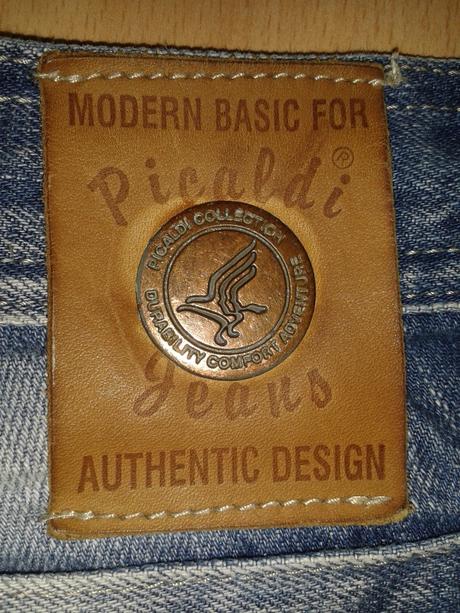 MODERN BASIC FOR
Picaldi
PICALDI COLLECTION
DURABILITY COMFORT ADVENTURE
Jeans
AUTHENTIC DESIGN